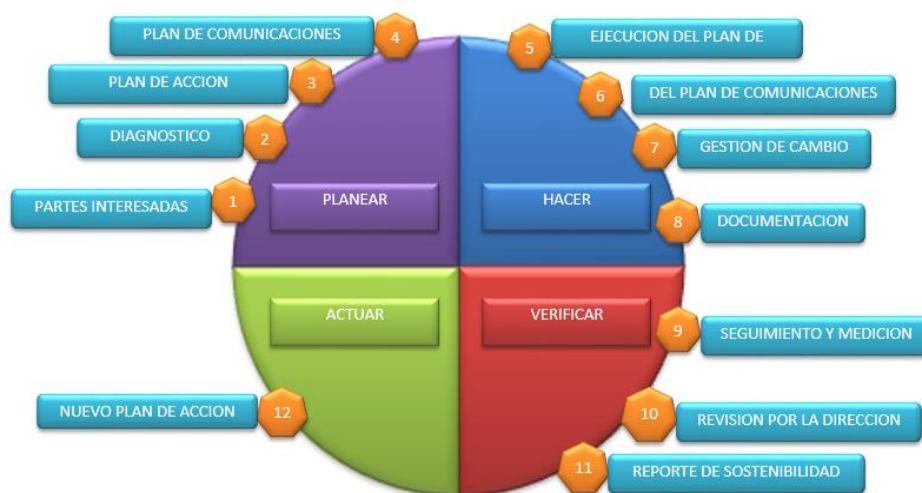 PLAN DE COMUNICACIONES
4
5
EJECUCION DEL PLAN DE
PLAN DE ACCION
3
6
DEL PLAN DE COMUNICACIONES
DIAGNOSTICO
2
7
GESTION DE CAMBIO
PARTES INTERESADAS
1
PLANEAR
HACER
8
DOCUMENTACION
ACTUAR
VERIFICAR
9
SEGUIMIENTO Y MEDICION
NUEVO PLAN DE ACCION
12
10
REVISION POR LA DIRECCION
11
REPORTE DE SOSTENIBILIDAD